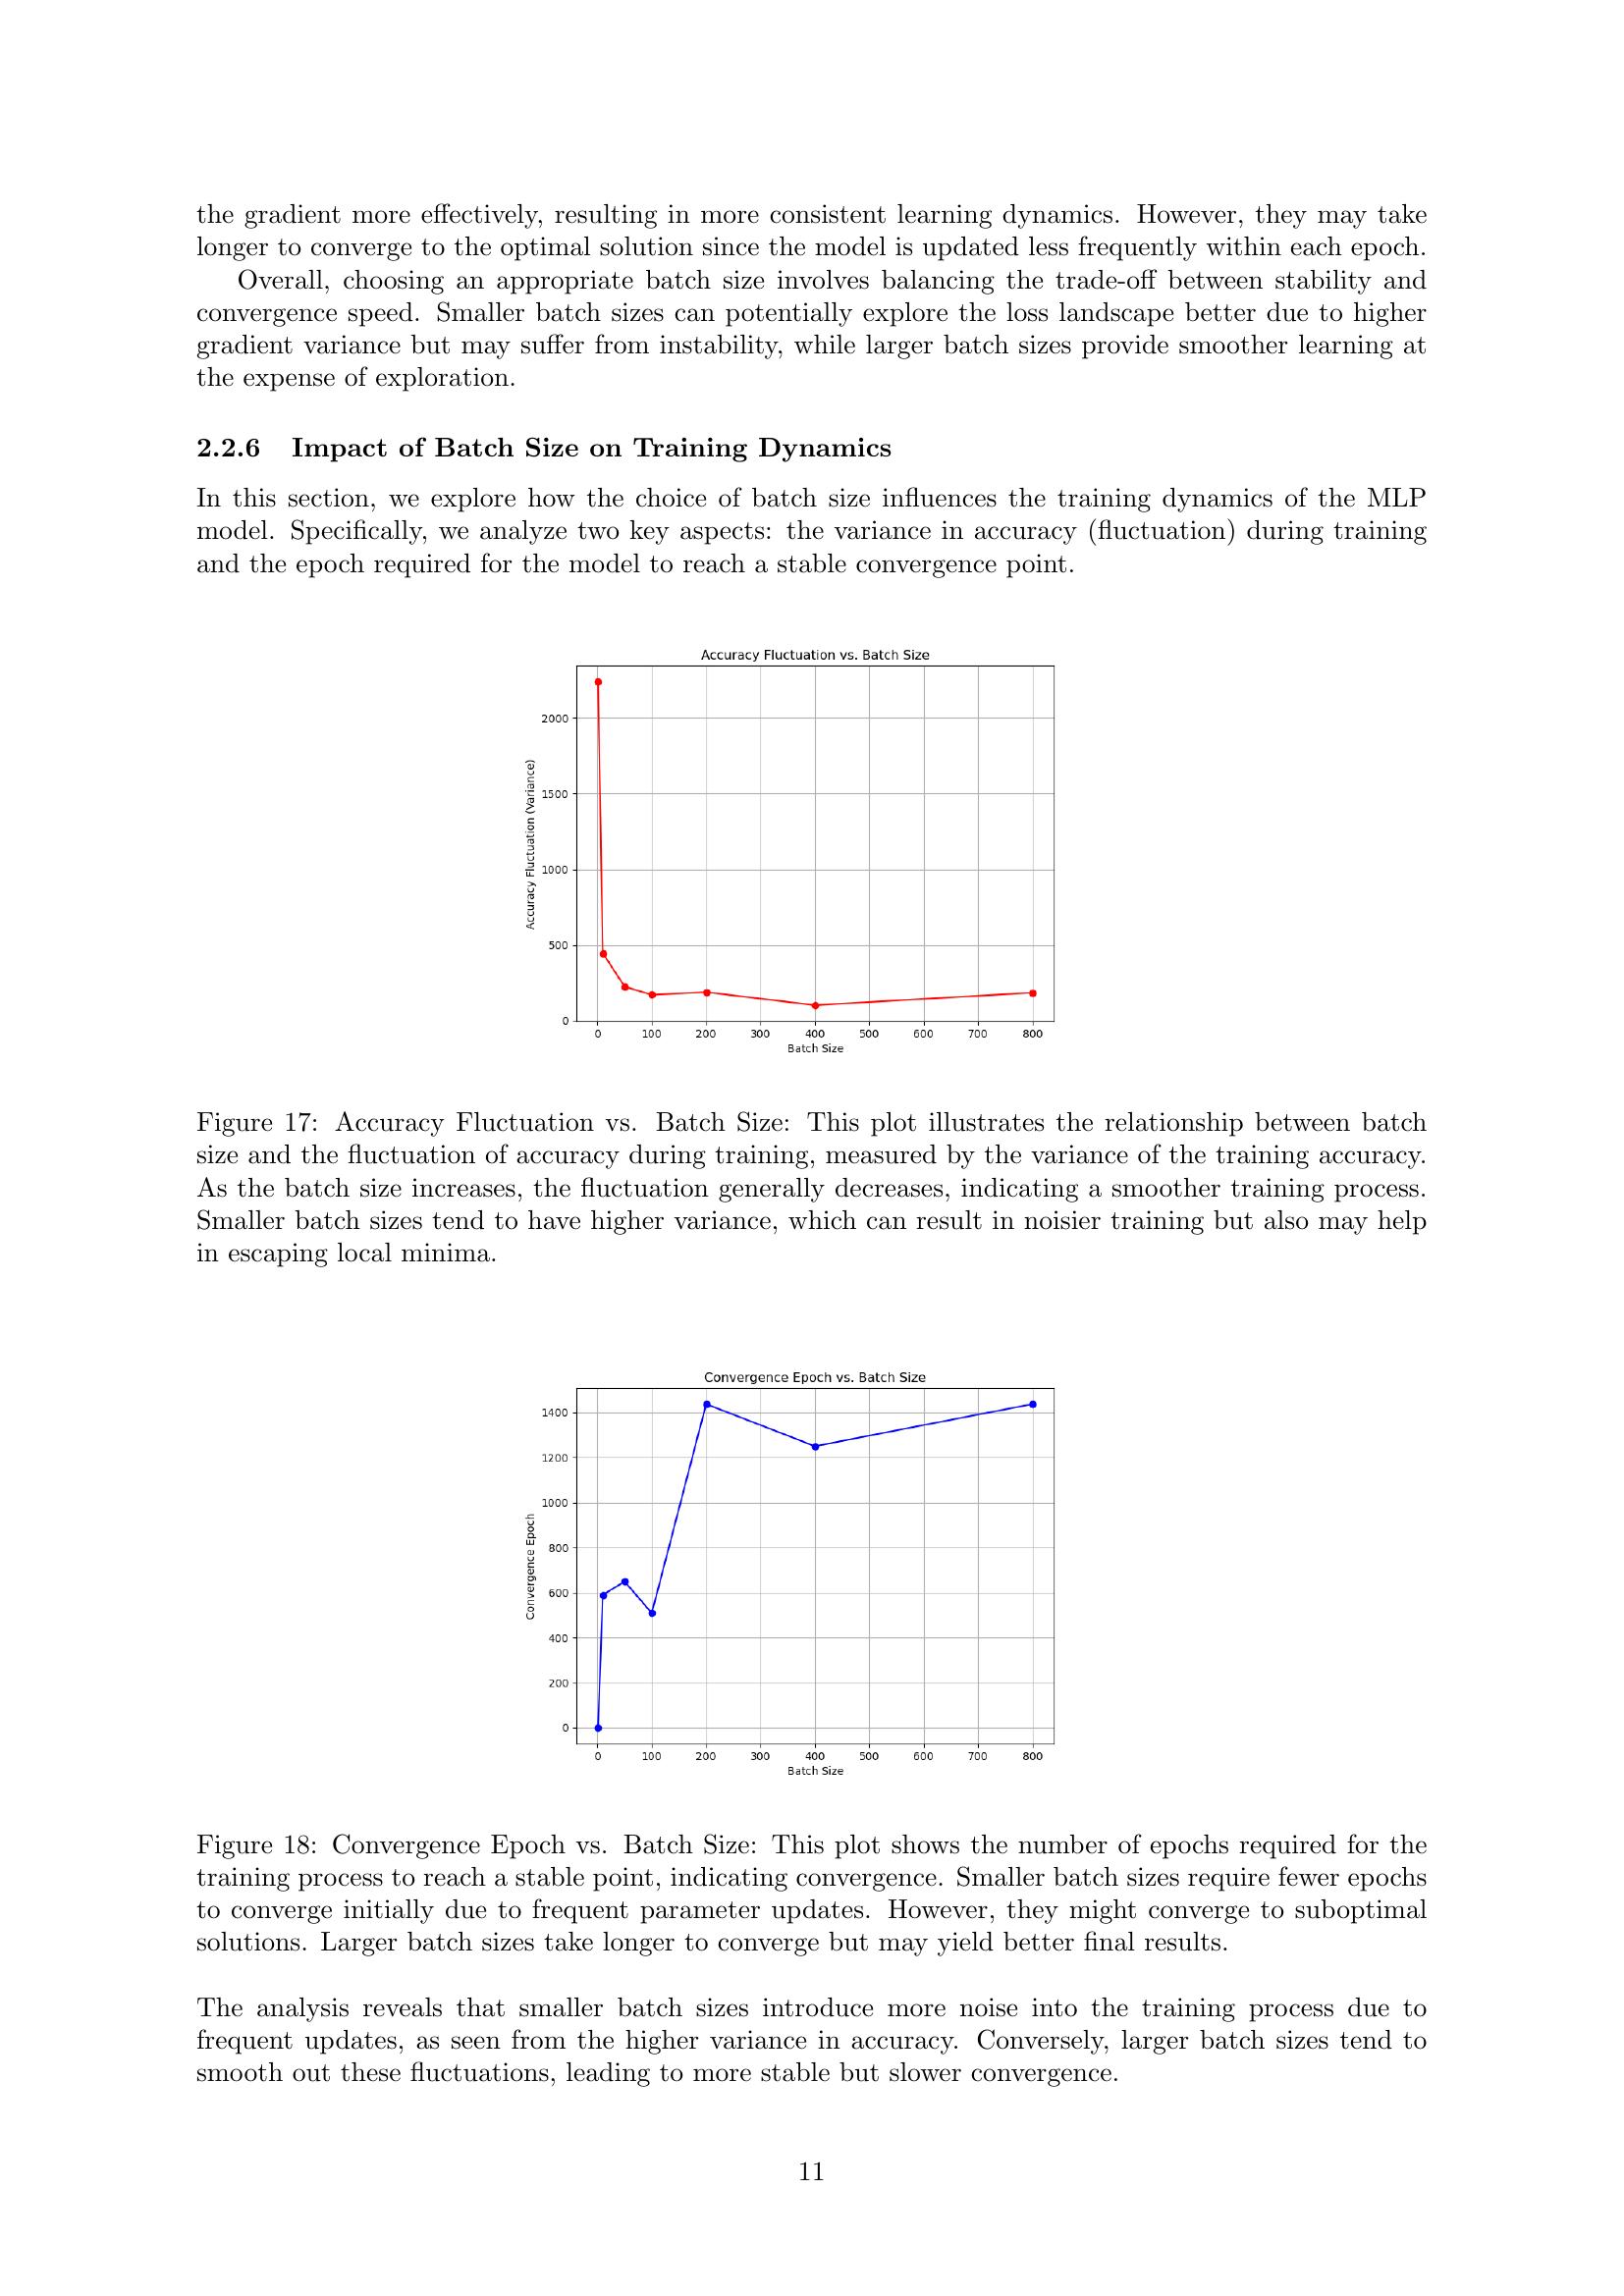 the gradient more effectively, resulting in more consistent learning dynamics. However, they may take
longer to converge to the optimal solution since the model is updated less frequently within each epoch.
Overall, choosing an appropriate batch size involves balancing the trade-off between stability and
convergence speed. Smaller batch sizes can potentially explore the loss landscape better due to higher
gradient variance but may suffer from instability, while larger batch sizes provide smoother learning at
the expense of exploration.
2.2.6 Impact of Batch Size on Training Dynamics
In this section, we explore how the choice of batch size influences the training dynamics of the MLP
model. Specifically, we analyze two key aspects: the variance in accuracy (fluctuation) during training
and the epoch required for the model to reach a stable convergence point.
Accuracy Fluctuation vs. Batch Size
Accuracy Fluctuation (Variance)
2000
1500
1000
500
0
0 100 200 300 400 500 600 700 800
Batch Size
Figure 17: Accuracy Fluctuation vs. Batch Size: This plot illustrates the relationship between batch
size and the fluctuation of accuracy during training, measured by the variance of the training accuracy.
As the batch size increases, the fluctuation generally decreases, indicating a smoother training process.
Smaller batch sizes tend to have higher variance, which can result in noisier training but also may help
in escaping local minima.
Convergence Epoch vs. Batch Size
Convergence Epoch
1400
1200
1000
800
600
400
200
0
0 100 200 300 400 500 600 700 800
Batch Size
Figure 18: Convergence Epoch vs. Batch Size: This plot shows the number of epochs required for the
training process to reach a stable point, indicating convergence. Smaller batch sizes require fewer epochs
to converge initially due to frequent parameter updates. However, they might converge to suboptimal
solutions. Larger batch sizes take longer to converge but may yield better final results.
The analysis reveals that smaller batch sizes introduce more noise into the training process due to
frequent updates, as seen from the higher variance in accuracy. Conversely, larger batch sizes tend to
smooth out these fluctuations, leading to more stable but slower convergence.
11